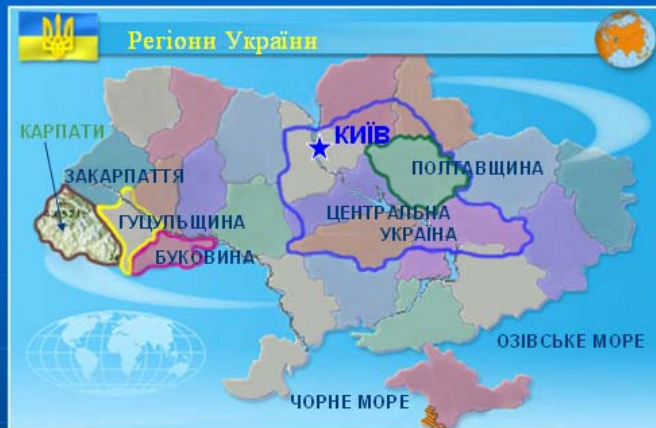 Регіони України
КИЇВ
КАРПАТИ
ЗАКАРПАТТЯ
ПОЛТАВЩИНА
ГУЦУЛЬЩИНА
ЦЕНТРАЛЬНА
УКРАЇНА
БУКОВИНА
ОЗІВСЬКЕ МОРЕ
ЧОРНЕ МОРЕ